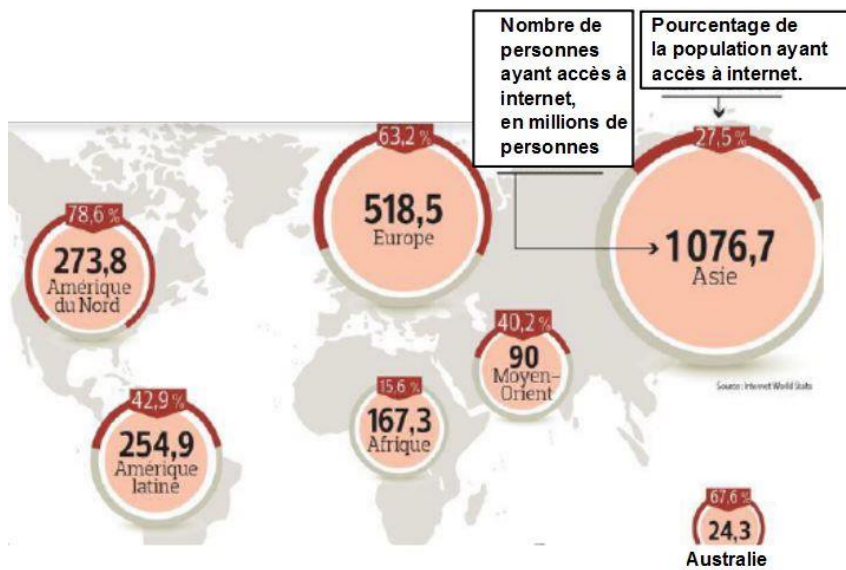 Nombre de
personnes
ayant accès à
internet,
en millions de
personnes
Pourcentage de
la population ayant
accès à internet.
78,6 %
273,8
Amérique
du Nord
63,2 %
518,5
Europe
27,5 %
1 076,7
Asie
40,2 %
90
Moyen-
Orient
Source : Internet World Stats
42,9 %
254,9
Amérique
latine
15,6 %
167,3
Afrique
67,6 %
24,3
Australie